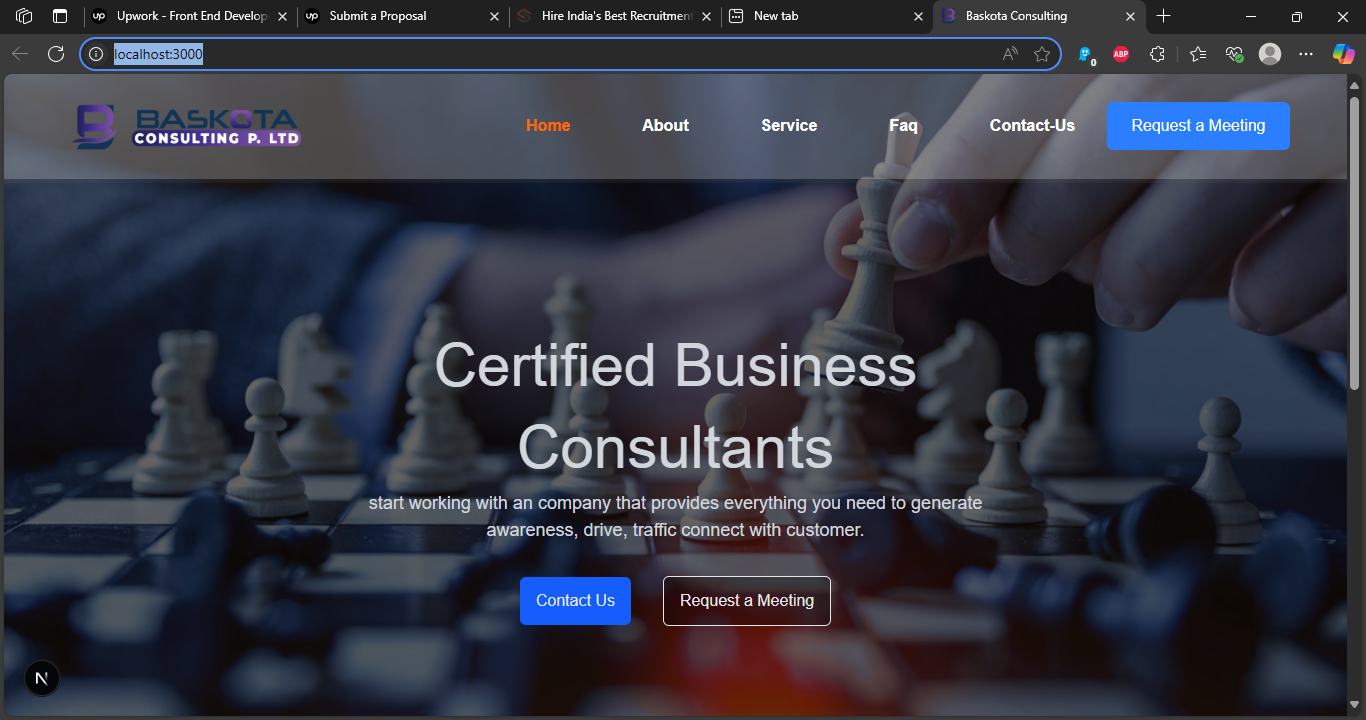 Upwork - Front End Develop
Submit a Proposal
Hire India's Best Recruitmen
New tab
Baskota Consulting
localhost:3000
0
ABP
BASKOTA
CONSULTING P. LTD
Home
About
Service
Faq
Contact-Us
Request a Meeting
Certified Business
Consultants
start working with an company that provides everything you need to generate
awareness, drive, traffic connect with customer.
Contact Us
Request a Meeting
N